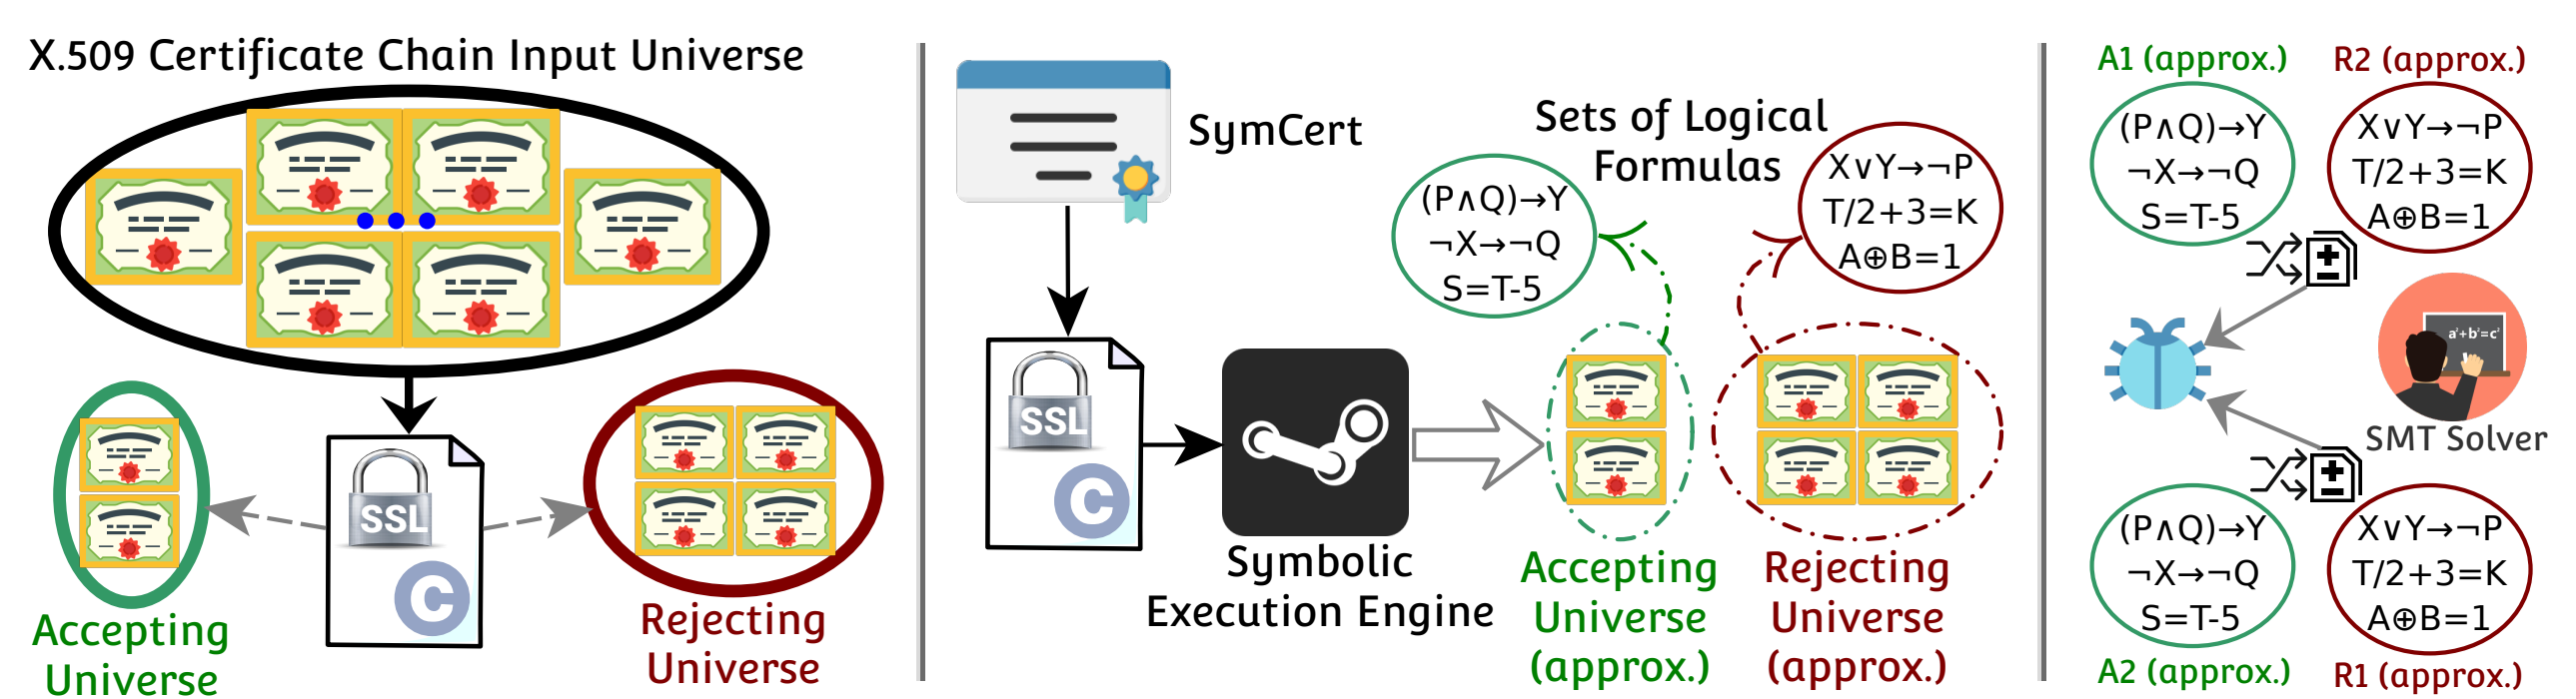 X.509 Certificate Chain Input Universe
SSL
C
Accepting
Universe
Rejecting
Universe
SymCert
SSL
C
Symbolic
Execution Engine
Sets of Logical
Formulas
(P∧Q)→Y
¬X→¬Q
S=T-5
X∨Y→¬P
T/2+3=K
A⊕B=1
Accepting
Universe
(approx.)
Rejecting
Universe
(approx.)
A1 (approx.)
(P∧Q)→Y
¬X→¬Q
S=T-5
R2 (approx.)
X∨Y→¬P
T/2+3=K
A⊕B=1
a²+b²=c²
SMT Solver
(P∧Q)→Y
¬X→¬Q
S=T-5
A2 (approx.)
X∨Y→¬P
T/2+3=K
A⊕B=1
R1 (approx.)